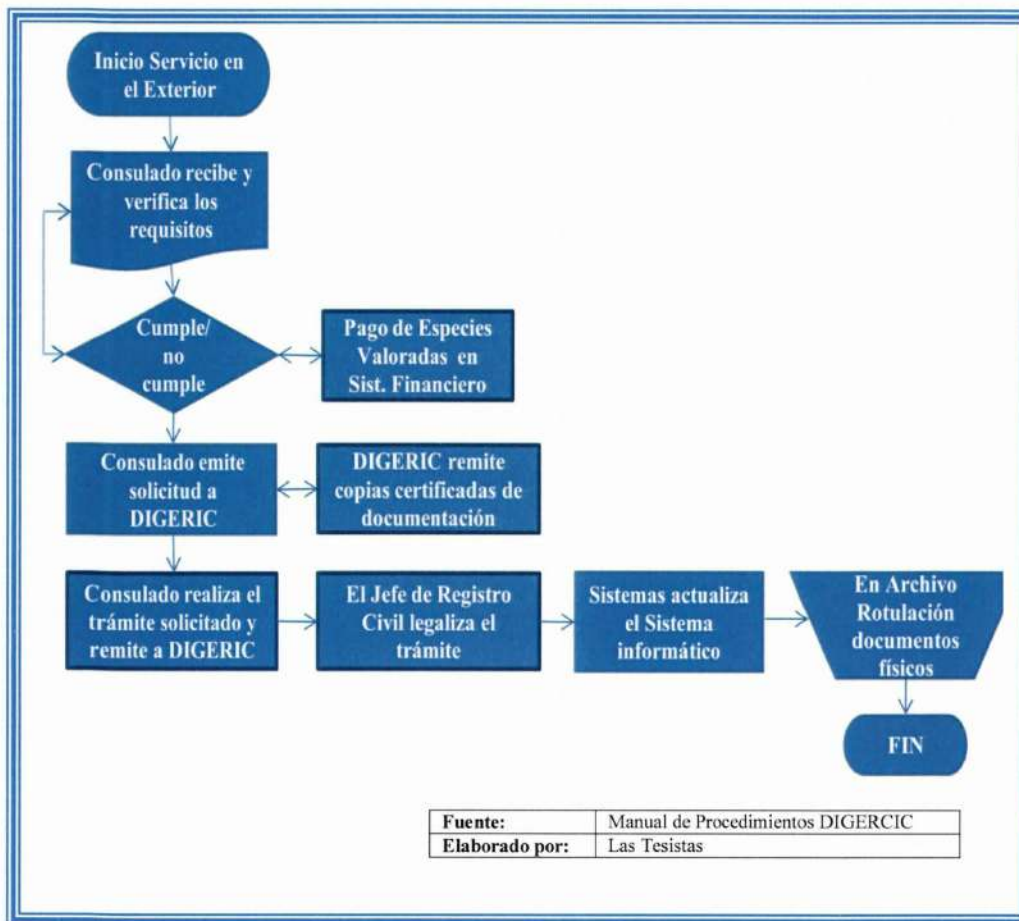 Inicio Servicio en
el Exterior
Consulado recibe y
verifica los
requisitos
Cumple/
no
cumple
Pago de Especies
Valoradas en
Sist. Financiero
Consulado emite
solicitud a
DIGERIC
DIGERIC remite
copias certificadas de
documentación
Consulado realiza el
trámite solicitado y
remite a DIGERIC
El Jefe de Registro
Civil legaliza el
trámite
Sistemas actualiza
el Sistema
informático
En Archivo
Rotulación
documentos
físicos
FIN
Fuente: Manual de Procedimientos DIGERCIC
Elaborado por: Las Tesistas